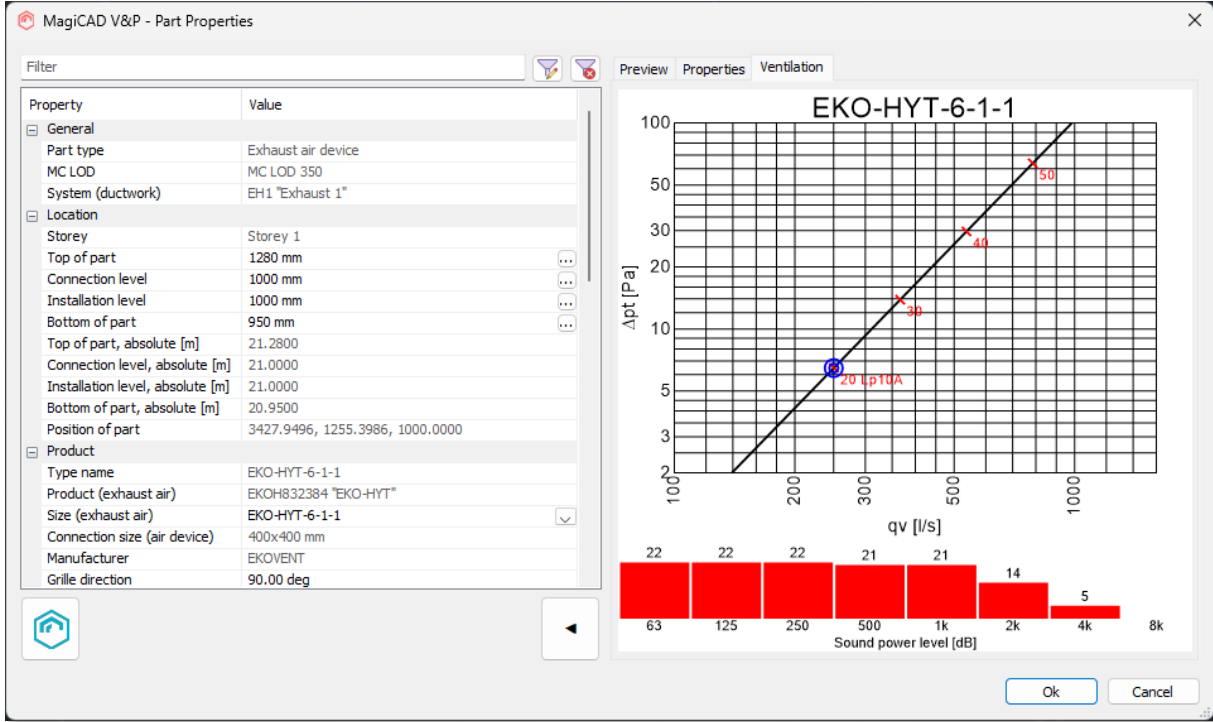 MagiCAD V&P - Part Properties
Filter
Preview Properties Ventilation
Property Value
General
Part type Exhaust air device
MC LOD MC LOD 350
System (ductwork) EH1 "Exhaust 1"
Location
Storey Storey 1
Top of part 1280 mm ...
Connection level 1000 mm ...
Installation level 1000 mm ...
Bottom of part 950 mm ...
Top of part, absolute [m] 21.2800
Connection level, absolute [m] 21.0000
Installation level, absolute [m] 21.0000
Bottom of part, absolute [m] 20.9500
Position of part 3427.9496, 1255.3986, 1000.0000
Product
Type name EKO-HYT-6-1-1
Product (exhaust air) EKOH832384 "EKO-HYT"
Size (exhaust air) EKO-HYT-6-1-1
Connection size (air device) 400x400 mm
Manufacturer EKOVENT
Grille direction 90.00 deg
EKO-HYT-6-1-1
100
50
50
30
40
20
Δpt [Pa]
30
10
20 Lp10A
5
3
2
100 200 300 500 1000
qv [l/s]
22 22 22 21 21 14 5
63 125 250 500 1k 2k 4k 8k
Sound power level [dB]
Ok Cancel